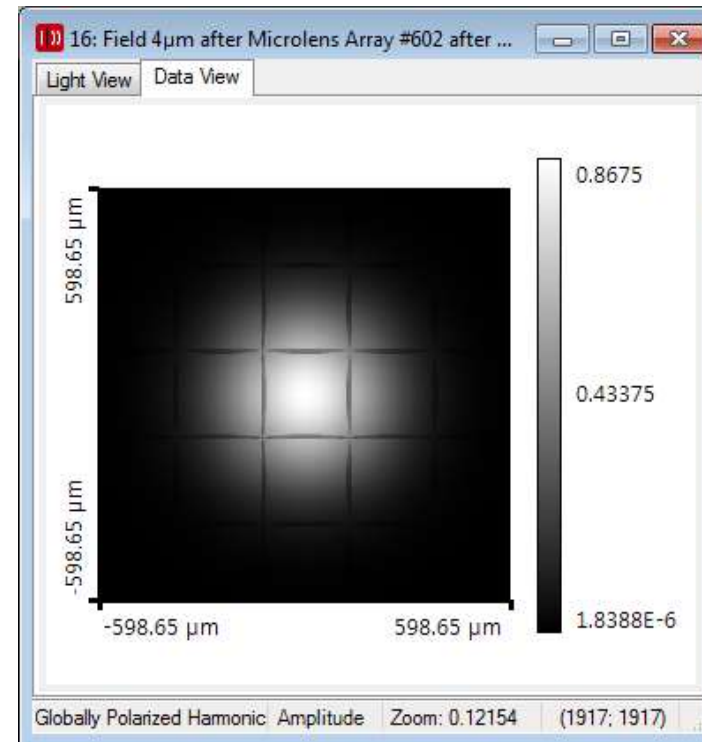 16: Field 4µm after Microlens Array #602 after ...
Light View Data View
0.8675
598.65 µm
0.43375
-598.65 µm
1.8388E-6
-598.65 µm 598.65 µm
Globally Polarized Harmonic Amplitude Zoom: 0.12154 (1917; 1917)